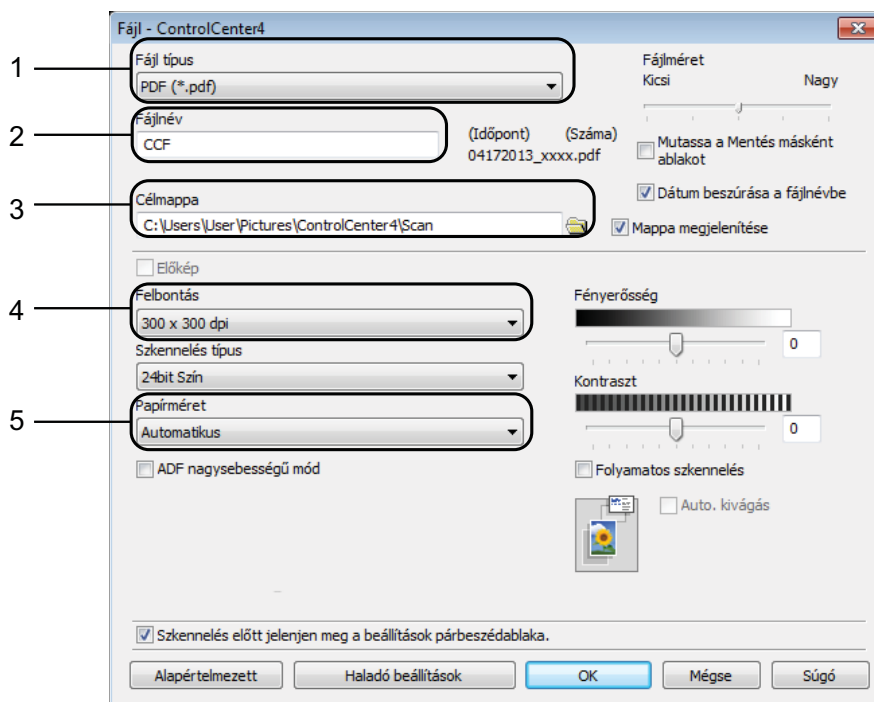 Fájl - ControlCenter4
1
Fájl típus
PDF (*.pdf)
Fájlméret
Kicsi Nagy
2
Fájlnév
CCF
(Időpont) (Száma)
04172013_xxxx.pdf
Mutassa a Mentés másként
ablakot
Dátum beszúrása a fájlnévbe
3
Célmappa
C:\Users\User\Pictures\ControlCenter4\Scan
Mappa megjelenítése
Előkép
4
Felbontás
300 x 300 dpi
Szkennelés típus
24bit Szín
5
Papírméret
Automatikus
ADF nagysebességű mód
Fényerősség
0
Kontraszt
0
Folyamatos szkennelés
Auto. kivágás
Szkennelés előtt jelenjen meg a beállítások párbeszédablaka.
Alapértelmezett Haladó beállítások OK Mégse Súgó